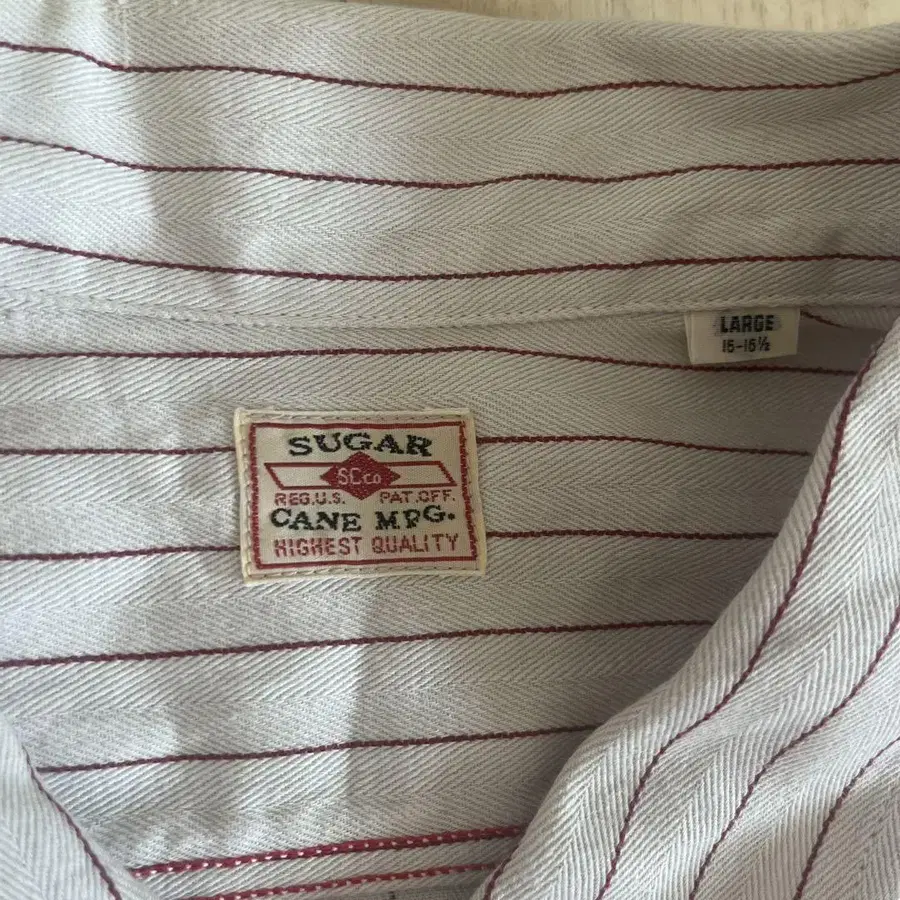 LARGE
15-15½
SUGAR
SC.co
REG.U.S. PAT.OFF.
CANE MFG.
HIGHEST QUALITY